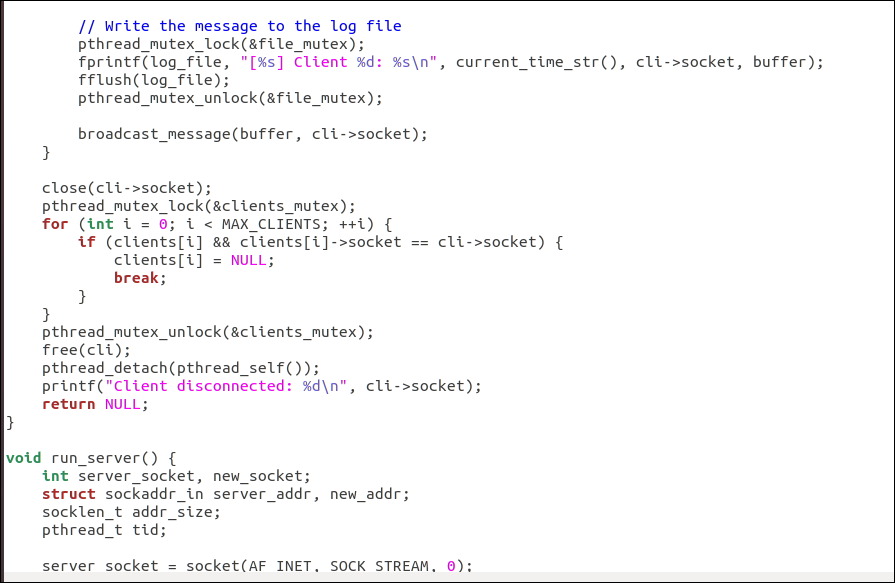 // Write the message to the log file
        pthread_mutex_lock(&file_mutex);
        fprintf(log_file, "[%s] Client %d: %s\n", current_time_str(), cli->socket, buffer);
        fflush(log_file);
        pthread_mutex_unlock(&file_mutex);

        broadcast_message(buffer, cli->socket);
    }

    close(cli->socket);
    pthread_mutex_lock(&clients_mutex);
    for (int i = 0; i < MAX_CLIENTS; ++i) {
        if (clients[i] && clients[i]->socket == cli->socket) {
            clients[i] = NULL;
            break;
        }
    }
    pthread_mutex_unlock(&clients_mutex);
    free(cli);
    pthread_detach(pthread_self());
    printf("Client disconnected: %d\n", cli->socket);
    return NULL;
}

void run_server() {
    int server_socket, new_socket;
    struct sockaddr_in server_addr, new_addr;
    socklen_t addr_size;
    pthread_t tid;

    server_socket = socket(AF_INET, SOCK_STREAM, 0);